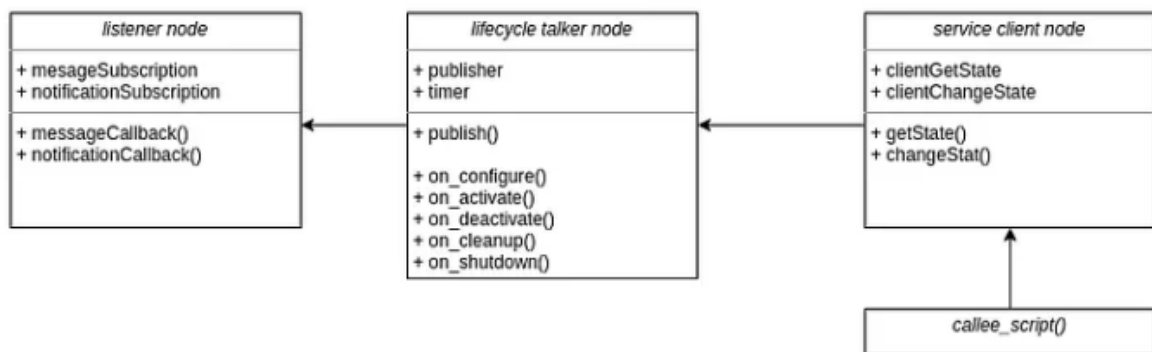 listener node
+ mesageSubscription
+ notificationSubscription
+ messageCallback()
+ notificationCallback()
lifecycle talker node
+ publisher
+ timer
+ publish()
+ on_configure()
+ on_activate()
+ on_deactivate()
+ on_cleanup()
+ on_shutdown()
service client node
+ clientGetState
+ clientChangeState
+ getState()
+ changeStat()
callee_script()